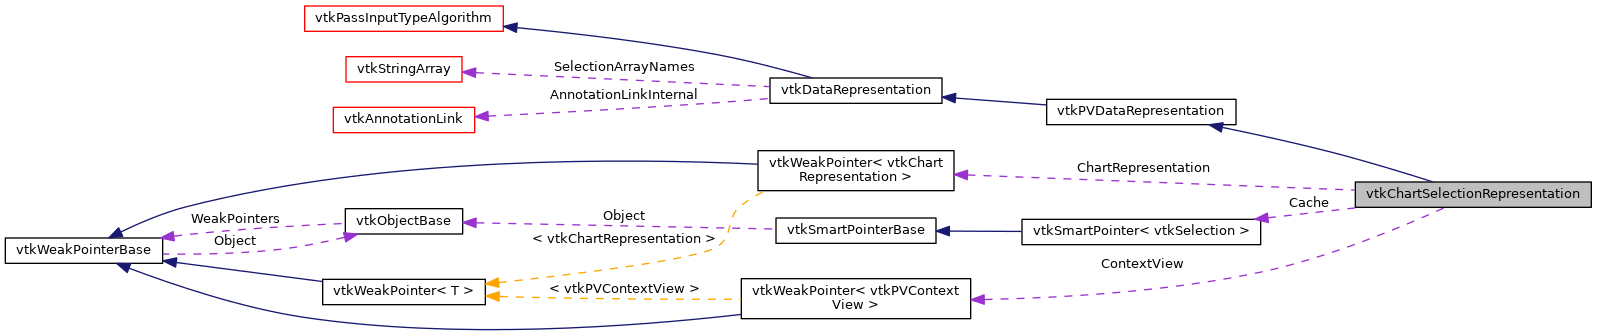 vtkPassInputTypeAlgorithm
vtkStringArray
SelectionArrayNames
vtkDataRepresentation
AnnotationLinkInternal
vtkAnnotationLink
vtkPVDataRepresentation
vtkWeakPointer< vtkChart
Representation >
ChartRepresentation
vtkChartSelectionRepresentation
Cache
WeakPointers
vtkObjectBase
Object
vtkSmartPointerBase
vtkSmartPointer< vtkSelection >
vtkWeakPointerBase
Object
< vtkChartRepresentation >
ContextView
vtkWeakPointer< T >
< vtkPVContextView >
vtkWeakPointer< vtkPVContext
View >